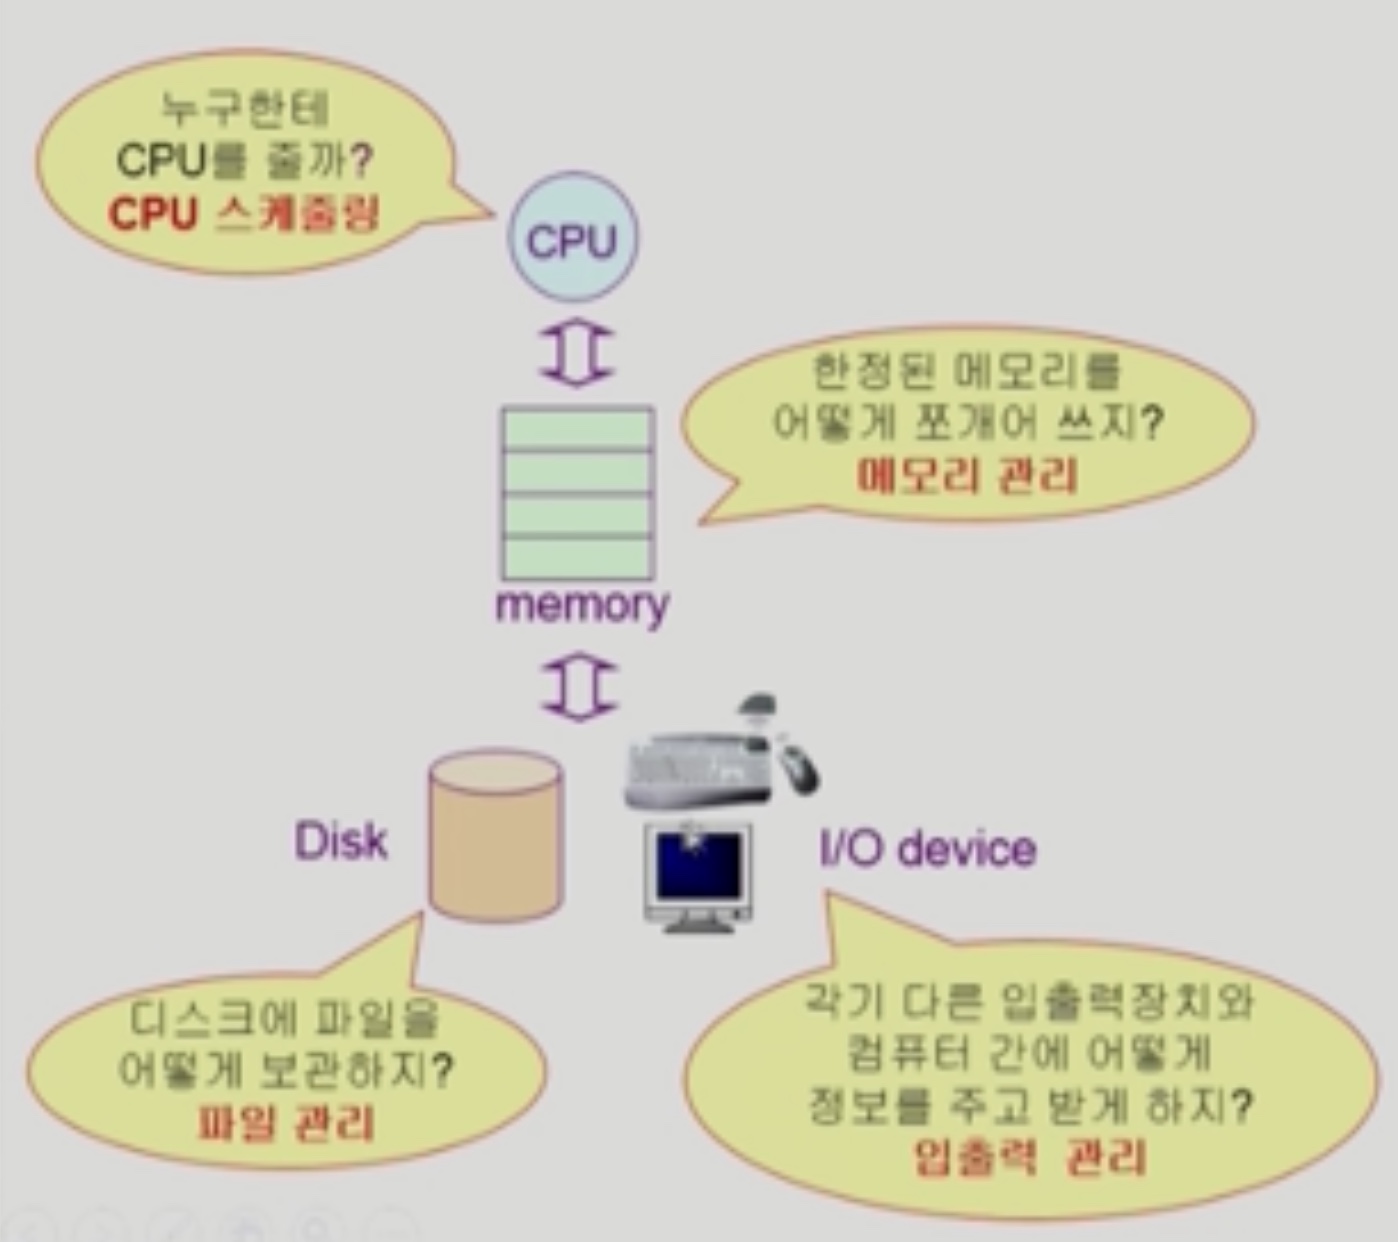 누구한테
CPU를 줄까?
CPU 스케줄링
CPU
한정된 메모리를
어떻게 쪼개어 쓰지?
메모리 관리
memory
Disk
I/O device
디스크에 파일을
어떻게 보관하지?
파일 관리
각기 다른 입출력장치와
컴퓨터 간에 어떻게
정보를 주고 받게 하지?
입출력 관리